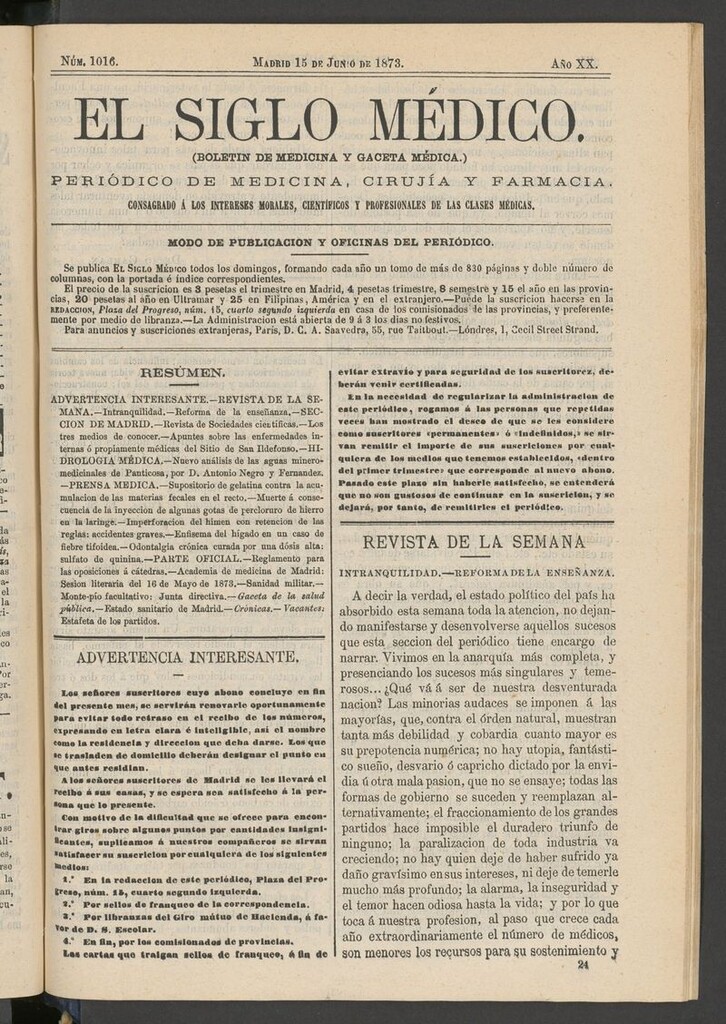 NÚM. 1016. MADRID 15 DE JUNIO DE 1873. AÑO XX.
EL SIGLO MÉDICO.
(BOLETIN DE MEDICINA Y GACETA MÉDICA.)
PERIÓDICO DE MEDICINA, CIRUJÍA Y FARMACIA,
CONSAGRADO Á LOS INTERESES MORALES, CIENTÍFICOS Y PROFESIONALES DE LAS CLASES MÉDICAS.
MODO DE PUBLICACION Y OFICINAS DEL PERIÓDICO.
Se publica EL SIGLO MÉDICO todos los domingos, formando cada año un tomo de más de 830 páginas y doble número de
columnas, con la portada é índice correspondientes.
El precio de la suscricion es 3 pesetas el trimestre en Madrid, 4 pesetas trimestre, 8 semestre y 15 el año en las provin-
cias, 20 pesetas al año en Ultramar y 25 en Filipinas, América y en el extranjero.—Puede la suscricion hacerse en la
REDACCION, Plaza del Progreso, núm. 15, cuarto segundo izquierda en casa de los comisionados de las provincias, y preferente-
mente por medio de libranza.—La Administracion está abierta de 9 á 3 los dias no festivos.
Para anuncios y suscriciones extranjeras, París, D. C. A. Saavedra, 55, rue Taitbout.—Lóndres, 1, Cecil Street Strand.
RESÚMEN.
ADVERTENCIA INTERESANTE.—REVISTA DE LA SE-
MANA.—Intranquilidad.—Reforma de la enseñanza.—SEC-
CION DE MADRID.—Revista de Sociedades científicas.—Los
tres medios de conocer.—Apuntes sobre las enfermedades in-
ternas ó propiamente médicas del Sitio de San Ildefonso.—HI-
DROLOGIA MÉDICA.—Nuevo análisis de las aguas minero-
medicinales de Panticosa, por D. Antonio Negro y Fernandez.
—PRENSA MEDICA.—Supositorio de gelatina contra la acu-
mulacion de las materias fecales en el recto.—Muerte á conse-
cuencia de la inyeccion de algunas gotas de percloruro de hierro
en la laringe.—Imperforacion del himen con retencion de las
reglas: accidentes graves.—Enfisema del hígado en un caso de
fiebre tifoidea.—Odontalgia crónica curada por una dósis alta:
sulfato de quinina.—PARTE OFICIAL.—Reglamento para
las oposiciones á cátedras.—Academia de medicina de Madrid:
Sesion literaria del 16 de Mayo de 1873.—Sanidad militar.—
Monte-pío facultativo: Junta directiva.—Gaceta de la salud
pública.—Estado sanitario de Madrid.—Crónicas.—Vacantes:
Estafeta de los partidos.
ADVERTENCIA INTERESANTE.
Los señores suscritores cuyo abono concluye en fin
del presente mes, se servirán renovarle oportunamente
para evitar todo retraso en el recibo de los números,
expresando en letra clara é inteligible, así el nombre
como la residencia y direccion que deba darse. Los que
se trasladen de domicilio deberán designar el punto en
que antes residian.
A los señores suscritores de Madrid se les llevará el
recibo á sus casas, y se espera sea satisfecho á la per-
sona que lo presente.
Con motivo de la dificultad que se ofrece para encon-
trar giros sobre algunos puntos por cantidades insigni-
ficantes, suplicamos á nuestros compañeros se sirvan
satisfacer su suscricion por cualquiera de los siguientes
medios:
1.° En la redaccion de este periódico, Plaza del Pro-
greso, núm. 15, cuarto segundo izquierda.
2.° Por sellos de franqueo de la correspondencia.
3.° Por libranzas del Giro mútuo de Hacienda, á fa-
vor de D. S. Escolar.
4.° En fin, por los comisionados de provincias.
Las cartas que traigan sellos de franqueo, á fin de
evitar extravio y para seguridad de los suscritores, de-
berán venir certificadas.
En la necesidad de regularizar la administracion de
este periódico, rogamos á las personas que repetidas
veces han mostrado el deseo de que se les considere
como suscritores «permanentes» ó «indefinidos,» se sir-
van remitir el importe de sus suscriciones por cual-
quiera de los medios que tenemos establecidos, «dentro
del primer trimestre» que corresponde al nuevo abono.
Pasado este plazo sin haberle satisfecho, se entenderá
que no son gustosos de continuar en la suscricion, y se
dejará, por tanto, de remitirles el periódico.
REVISTA DE LA SEMANA
INTRANQUILIDAD.—REFORMA DE LA ENSEÑANZA.
A decir la verdad, el estado político del país ha
absorbido esta semana toda la atencion, no dejan-
do manifestarse y desenvolverse aquellos sucesos
que esta seccion del periódico tiene encargo de
narrar. Vivimos en la anarquía más completa, y
presenciando los sucesos más singulares y teme-
rosos... ¿Qué vá á ser de nuestra desventurada
nacion? Las minorias audaces se imponen á las
mayorías, que, contra el órden natural, muestran
tanta más debilidad y cobardia cuanto mayor es
su prepotencia numérica; no hay utopia, fantásti-
co sueño, desvario ó capricho dictado por la envi-
dia ú otra mala pasion, que no se ensaye; todas las
formas de gobierno se suceden y reemplazan al-
ternativamente; el fraccionamiento de los grandes
partidos hace imposible el duradero triunfo de
ninguno; la paralizacion de toda industria va
creciendo; no hay quien deje de haber sufrido ya
daño gravísimo en sus intereses, ni deje de temerle
mucho más profundo; la alarma, la inseguridad y
el temor hacen odiosa hasta la vida; y por lo que
toca á nuestra profesion, al paso que crece cada
año extraordinariamente el número de médicos,
son menores los recursos para su sostenimiento y
24